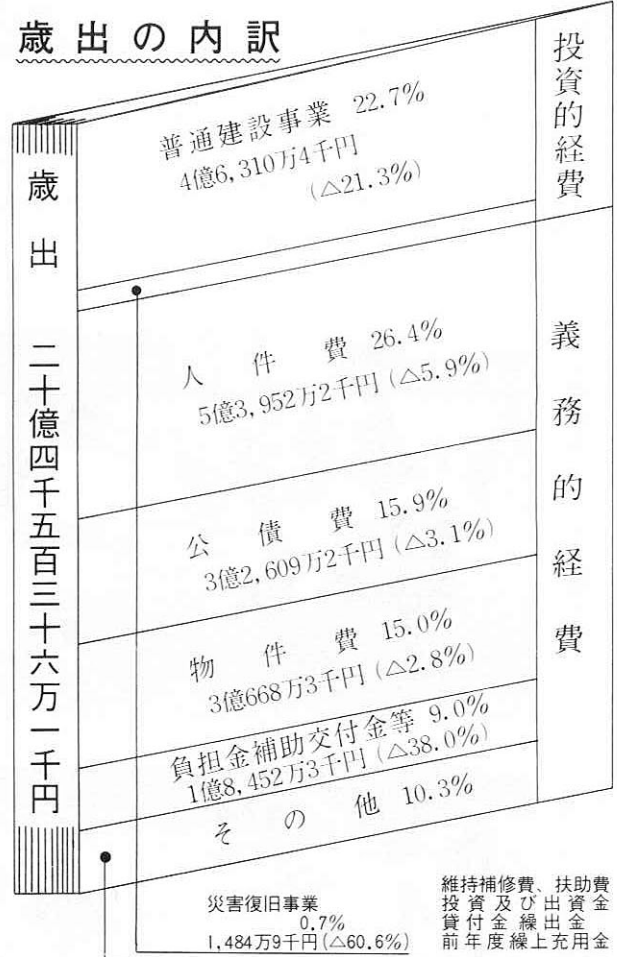 歳出の内訳
歳出 二十億四千五百三十六万一千円
投資的経費
普通建設事業 22.7%
4億6,310万4千円
(△21.3%)
義務的経費
人件費 26.4%
5億3,952万2千円(△5.9%)
公債費 15.9%
3億2,609万2千円(△3.1%)
物件費 15.0%
3億668万3千円(△2.8%)
負担金補助交付金等 9.0%
1億8,452万3千円(△38.0%)
その他 10.3%
災害復旧事業
0.7%
1,484万9千円(△60.6%)
維持補修費、扶助費
投資及び出資金
貸付金繰出金
前年度繰上充用金